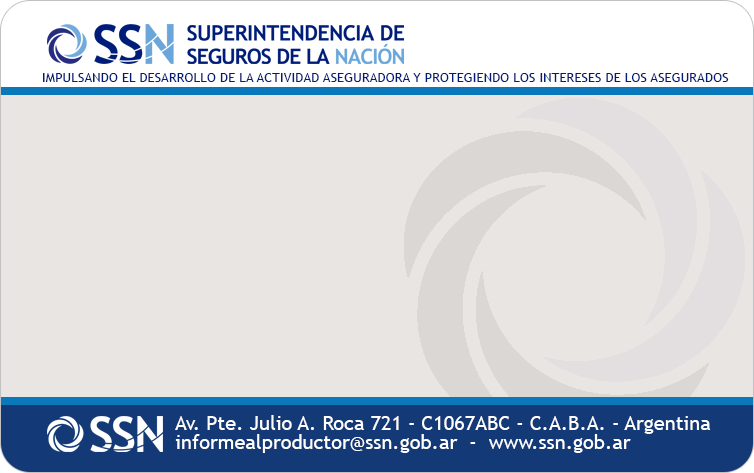 SSN SUPERINTENDENCIA DE
SEGUROS DE LA NACIÓN
IMPULSANDO EL DESARROLLO DE LA ACTIVIDAD ASEGURADORA Y PROTEGIENDO LOS INTERESES DE LOS ASEGURADOS
SSN Av. Pte. Julio A. Roca 721 - C1067ABC - C.A.B.A. - Argentina
informealproductor@ssn.gob.ar - www.ssn.gob.ar